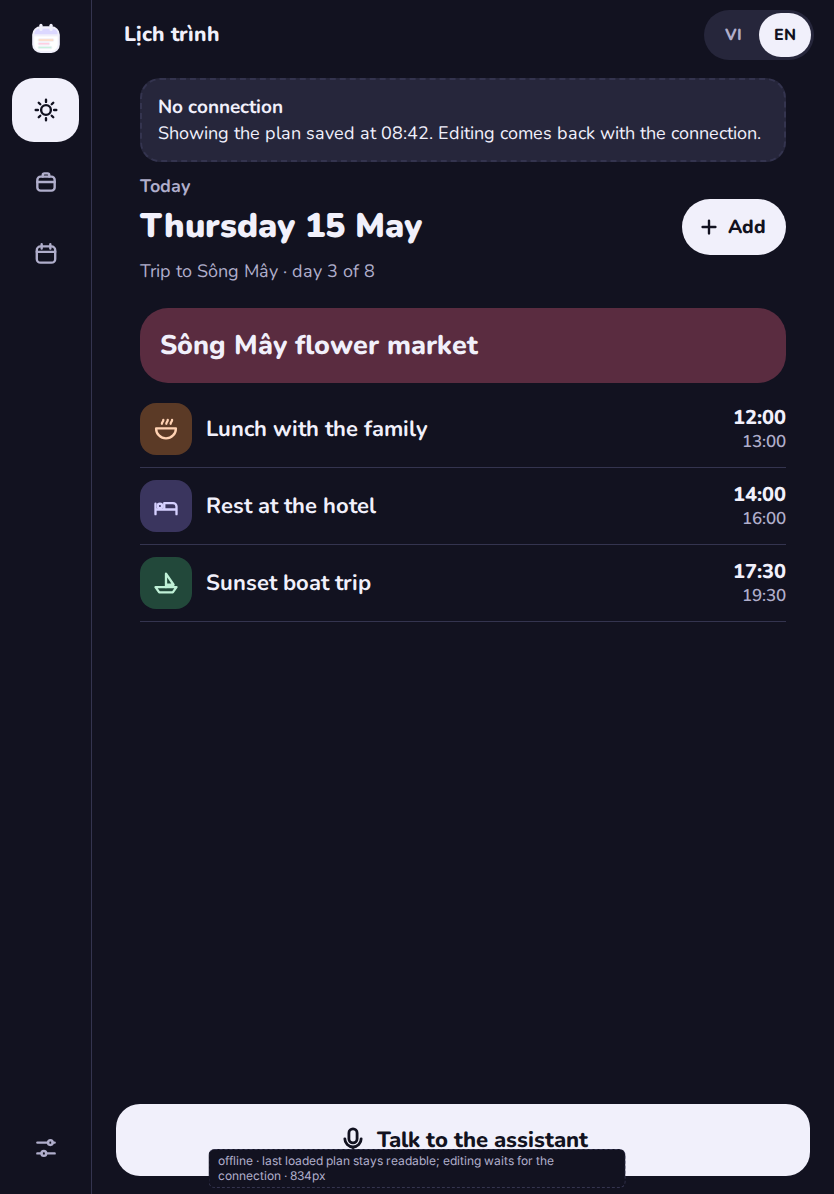 Lịch trình
VI
EN
No connection
Showing the plan saved at 08:42. Editing comes back with the connection.
Today
Thursday 15 May
Add
Trip to Sông Mây · day 3 of 8
Sông Mây flower market
Lunch with the family
12:00
13:00
Rest at the hotel
14:00
16:00
Sunset boat trip
17:30
19:30
Talk to the assistant
offline · last loaded plan stays readable; editing waits for the
connection · 834px